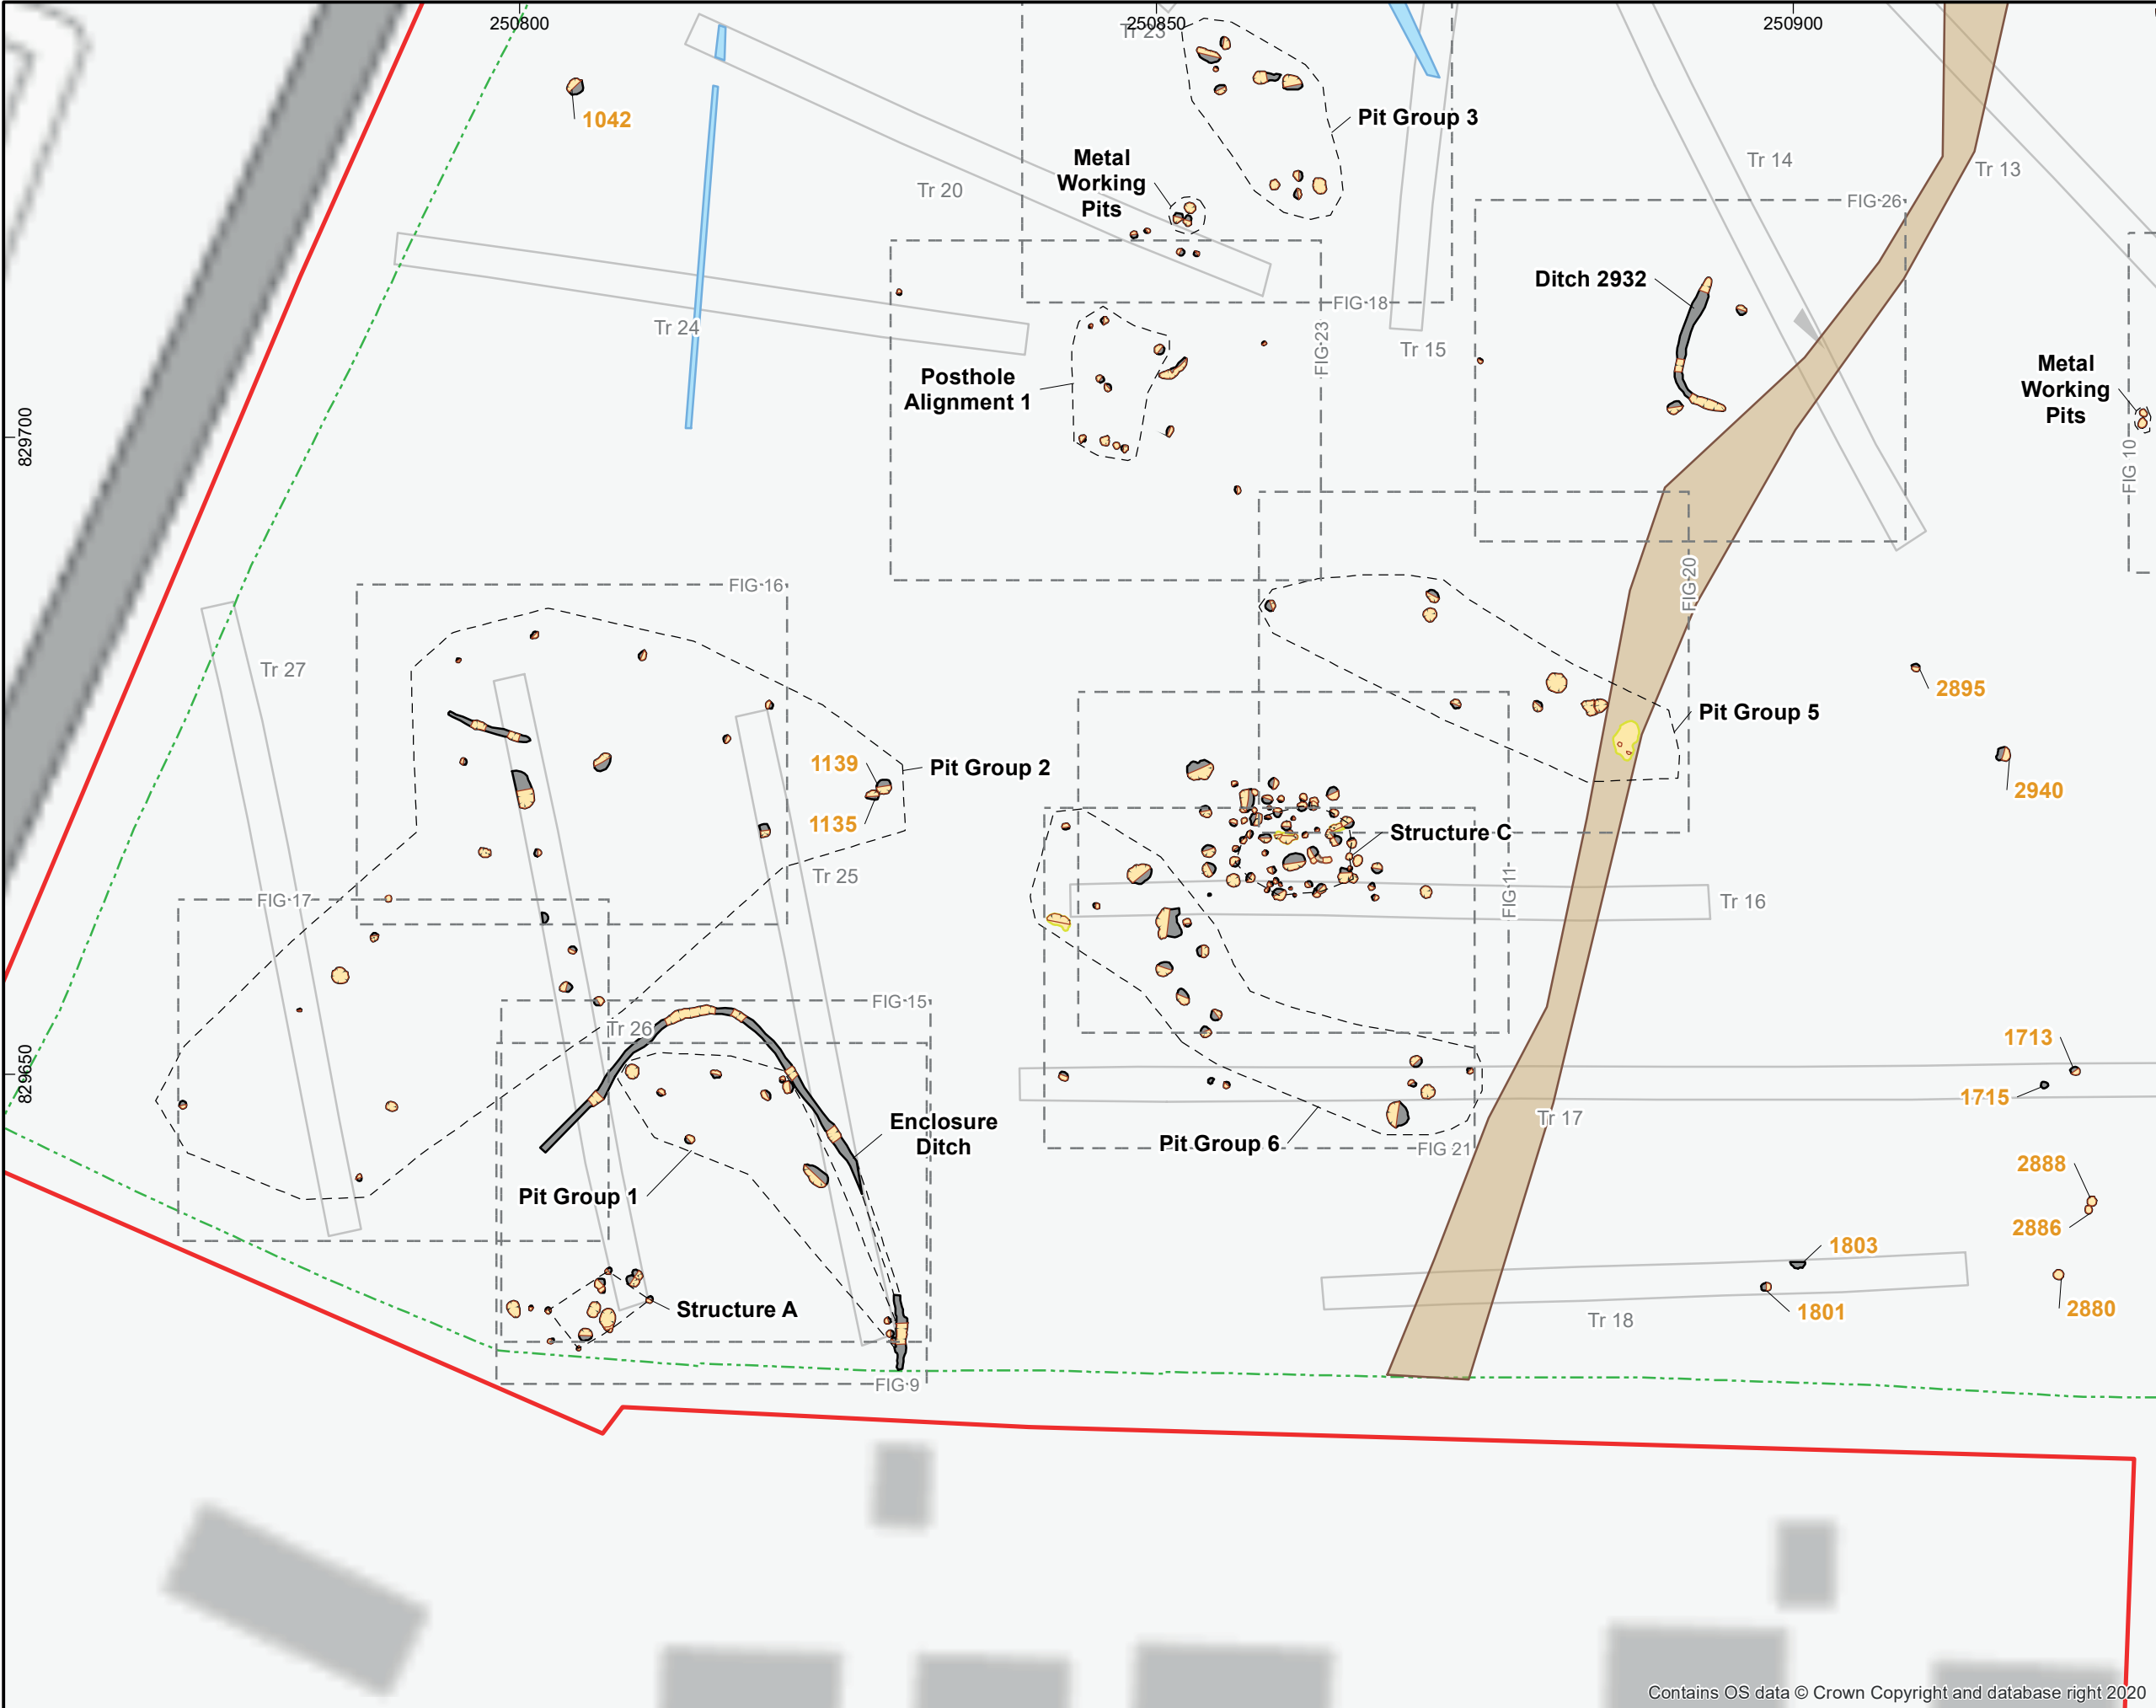 250800
250850
250900
Tr 23
1042
Pit Group 3
Metal
Working
Pits
Tr 14
Tr 13
Tr 20
FIG 26
Ditch 2932
FIG 18
Tr 24
FIG 23
Tr 15
Posthole
Alignment 1
Metal
Working
Pits
829700
FIG 10
FIG 16
FIG 20
Tr 27
2895
Pit Group 5
1139
Pit Group 2
2940
1135
Structure C
Tr 25
FIG 17
FIG 11
Tr 16
FIG 15
Tr 26
1713
829650
1715
Enclosure
Ditch
Tr 17
Pit Group 6
FIG 21
2888
Pit Group 1
2886
1803
Structure A
1801
2880
Tr 18
FIG 9
Contains OS data © Crown Copyright and database right 2020